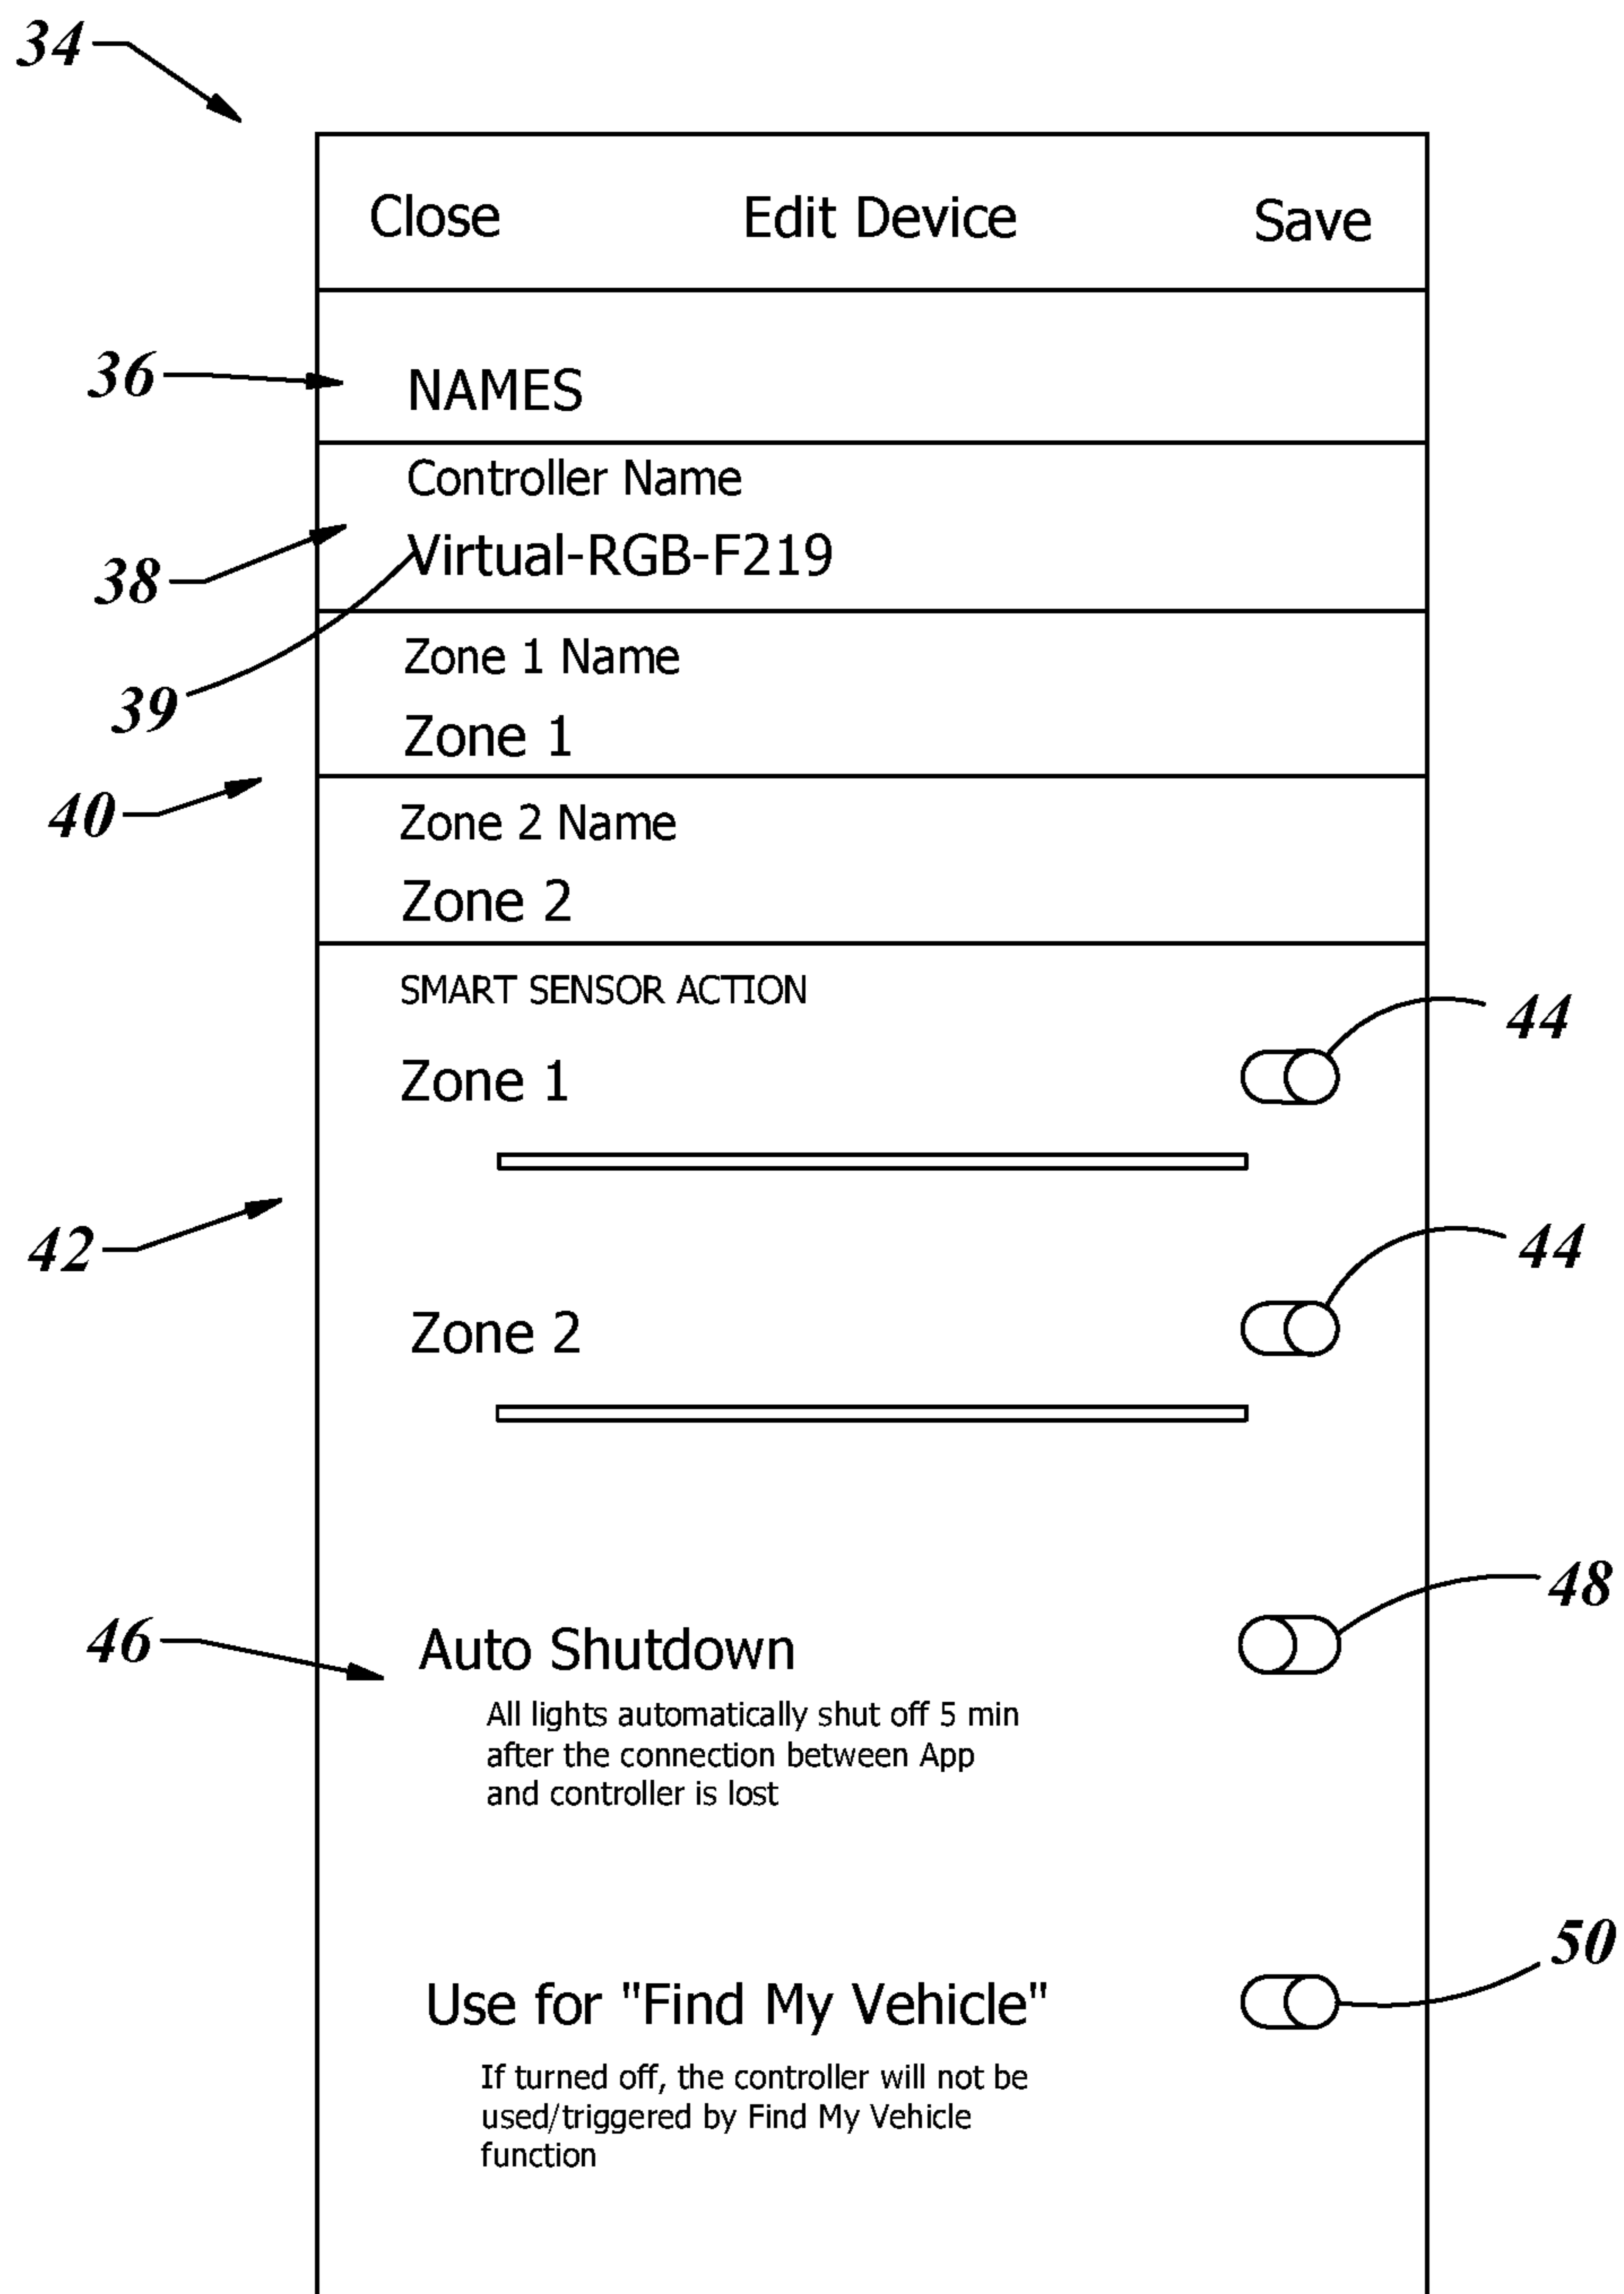 34
Close Edit Device Save
36 NAMES
Controller Name
38 Virtual-RGB-F219
Zone 1 Name
39 Zone 1
40 Zone 2 Name
Zone 2
SMART SENSOR ACTION
44
Zone 1
42 44
Zone 2
48
46 Auto Shutdown
All lights automatically shut off 5 min
after the connection between App
and controller is lost
50
Use for "Find My Vehicle"
If turned off, the controller will not be
used/triggered by Find My Vehicle
function